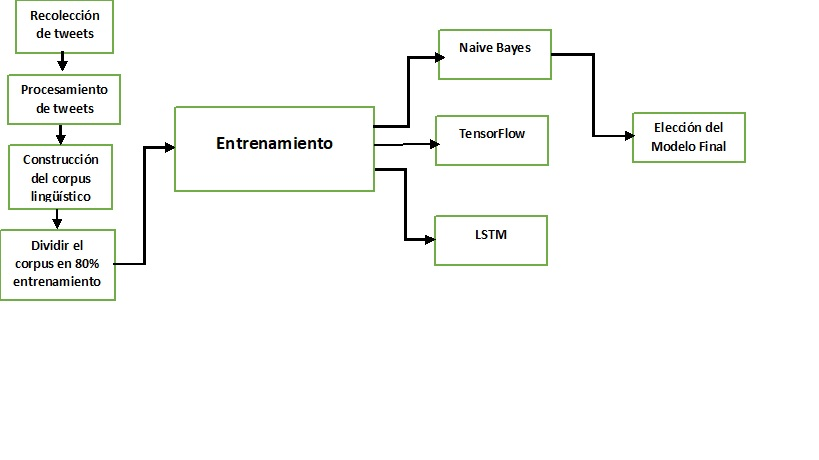 Recolección
de tweets
Procesamiento
de tweets
Construcción
del corpus
lingüístico
Dividir el
corpus en 80%
entrenamiento
Entrenamiento
Naive Bayes
TensorFlow
LSTM
Elección del
Modelo Final